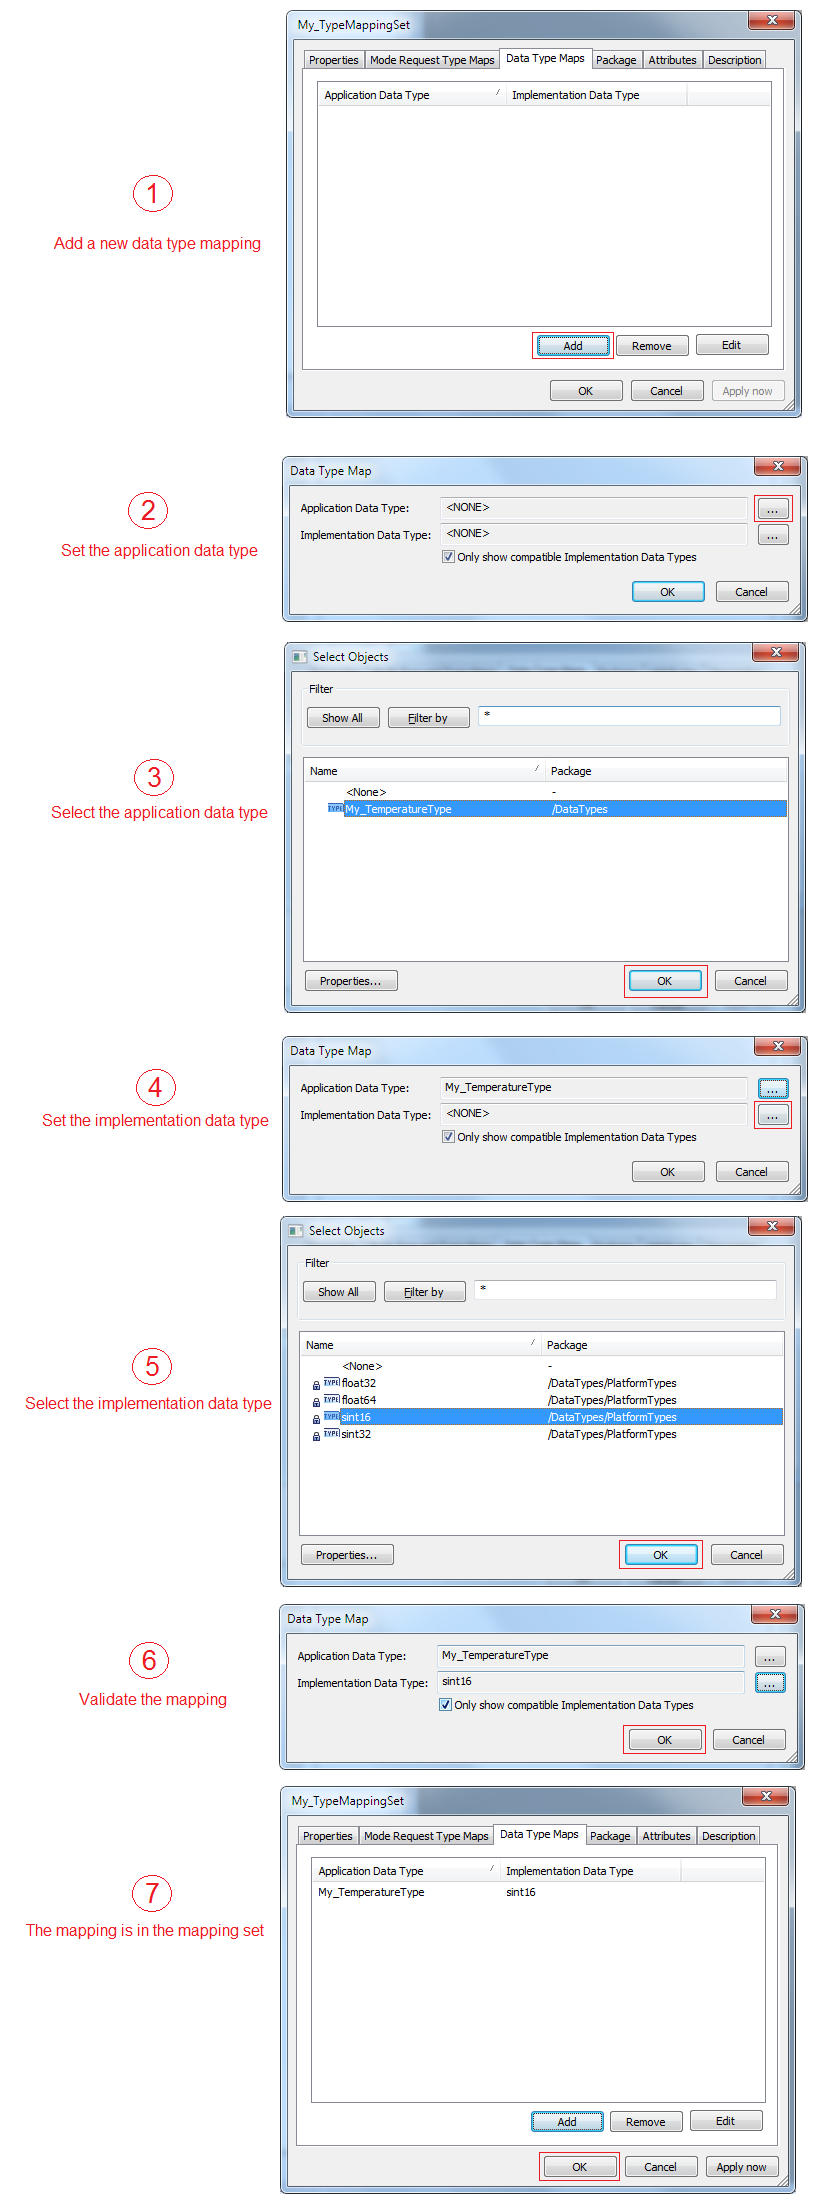 My_TypeMappingSet
Properties Mode Request Type Maps Data Type Maps Package Attributes Description
Application Data Type Implementation Data Type
1
Add a new data type mapping
Add Remove Edit
OK Cancel Apply now
Data Type Map
2
Set the application data type
Application Data Type: <NONE> ...
Implementation Data Type: <NONE> ...
Only show compatible Implementation Data Types
OK Cancel
Select Objects
Filter
Show All Filter by *
3
Select the application data type
Name Package
<None> -
TYPE My_TemperatureType /DataTypes
Properties... OK Cancel
Data Type Map
4
Set the implementation data type
Application Data Type: My_TemperatureType ...
Implementation Data Type: <NONE> ...
Only show compatible Implementation Data Types
OK Cancel
Select Objects
Filter
Show All Filter by *
5
Select the implementation data type
Name Package
<None> -
TYPE float32 /DataTypes/PlatformTypes
TYPE float64 /DataTypes/PlatformTypes
TYPE sint16 /DataTypes/PlatformTypes
TYPE sint32 /DataTypes/PlatformTypes
Properties... OK Cancel
Data Type Map
6
Validate the mapping
Application Data Type: My_TemperatureType ...
Implementation Data Type: sint16 ...
Only show compatible Implementation Data Types
OK Cancel
My_TypeMappingSet
Properties Mode Request Type Maps Data Type Maps Package Attributes Description
7
The mapping is in the mapping set
Application Data Type Implementation Data Type
My_TemperatureType sint16
Add Remove Edit
OK Cancel Apply now